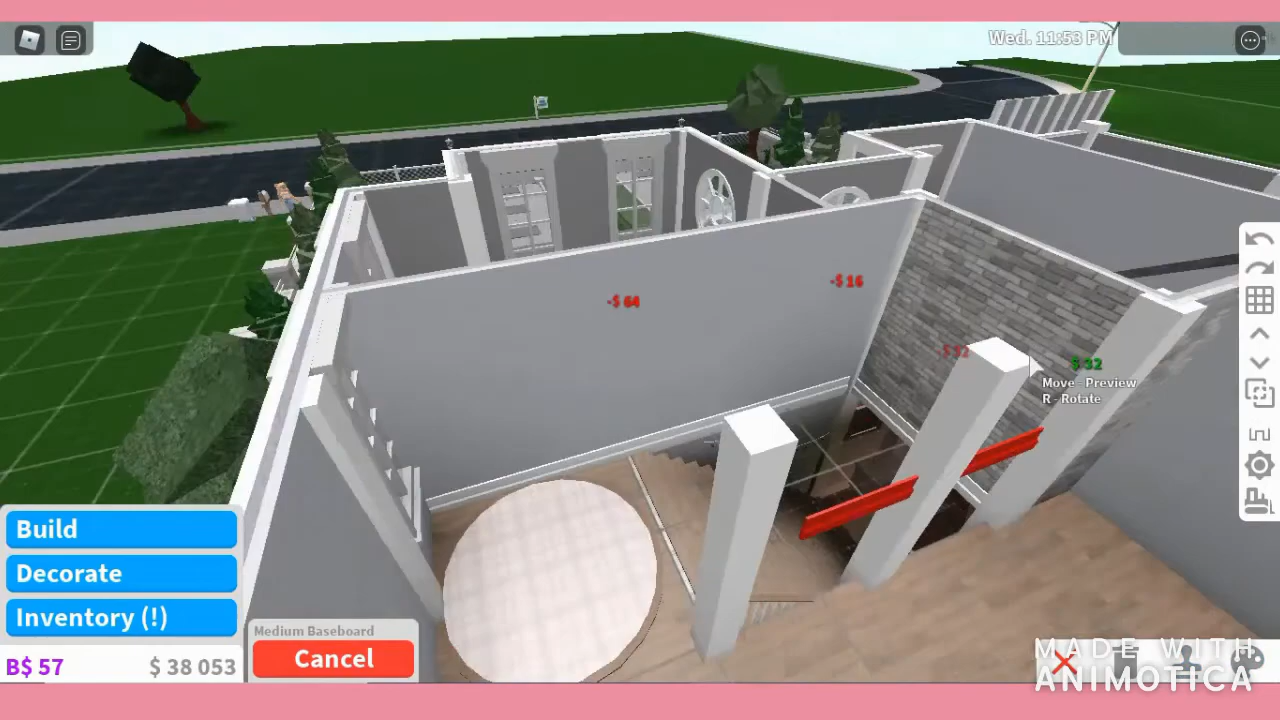 Wed. 11:53 PM
-$ 64
-$ 16
-$ 32
$ 32
Move - Preview
R - Rotate
Build
Decorate
Inventory (!)
B$ 57
$ 38 053
Medium Baseboard
Cancel
MADE WITH
ANIMOTICA